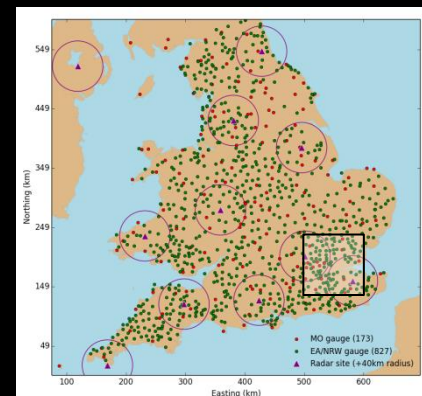 549
449
349
249
149
49
Northing (km)
MO gauge (173)
EA/NRW gauge (827)
Radar site (+40km radius)
100 200 300 400 500 600
Easting (km)